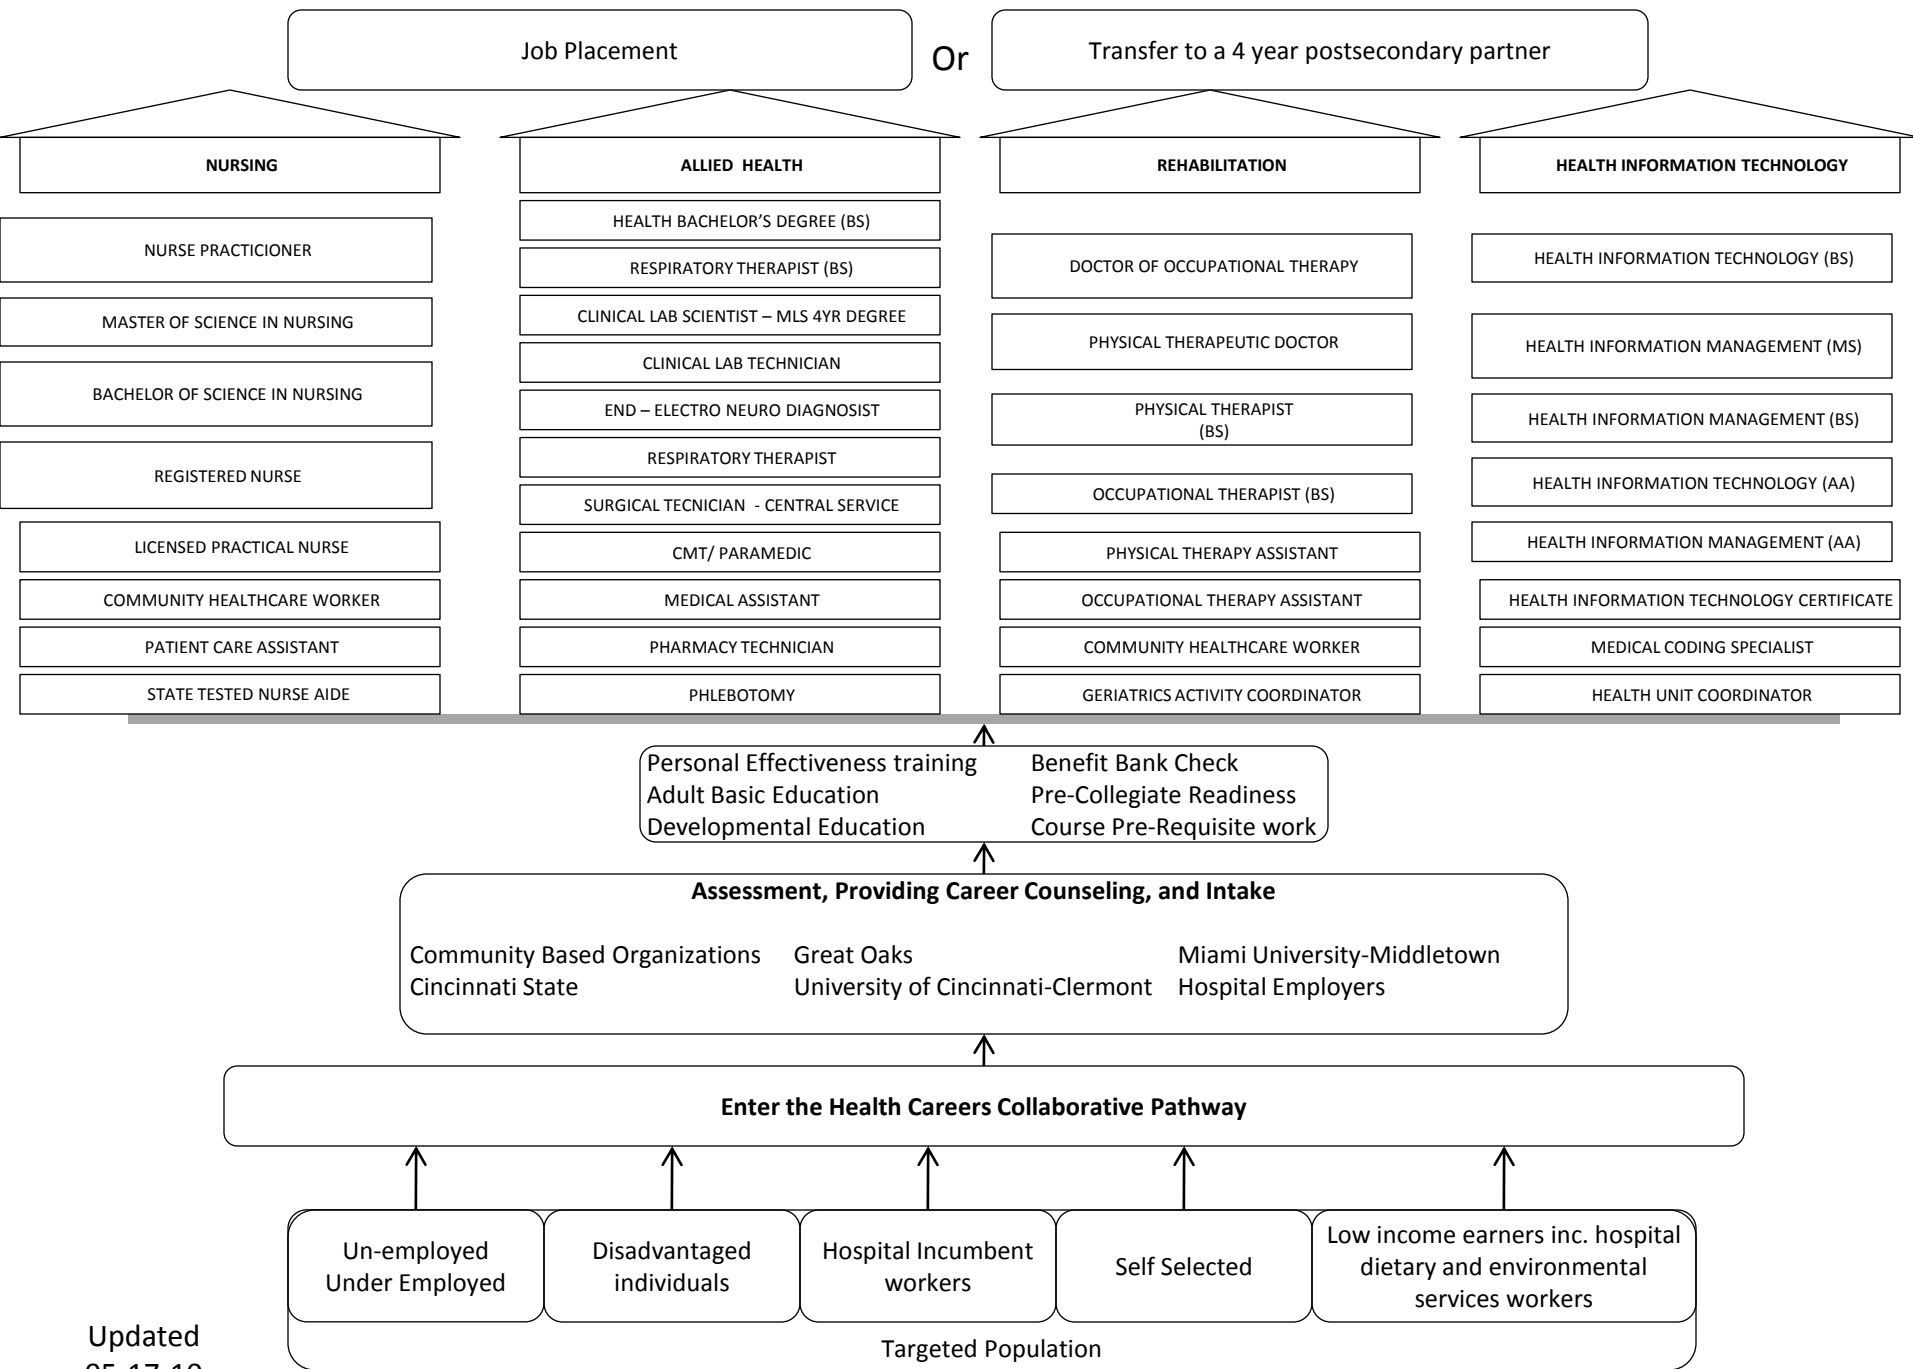 Job Placement
Or
Transfer to a 4 year postsecondary partner
NURSING
NURSE PRACTICIONER
MASTER OF SCIENCE IN NURSING
BACHELOR OF SCIENCE IN NURSING
REGISTERED NURSE
LICENSED PRACTICAL NURSE
COMMUNITY HEALTHCARE WORKER
PATIENT CARE ASSISTANT
STATE TESTED NURSE AIDE
ALLIED HEALTH
HEALTH BACHELOR’S DEGREE (BS)
RESPIRATORY THERAPIST (BS)
CLINICAL LAB SCIENTIST – MLS 4YR DEGREE
CLINICAL LAB TECHNICIAN
END – ELECTRO NEURO DIAGNOSIST
RESPIRATORY THERAPIST
SURGICAL TECNICIAN - CENTRAL SERVICE
CMT/ PARAMEDIC
MEDICAL ASSISTANT
PHARMACY TECHNICIAN
PHLEBOTOMY
REHABILITATION
DOCTOR OF OCCUPATIONAL THERAPY
PHYSICAL THERAPEUTIC DOCTOR
PHYSICAL THERAPIST
(BS)
OCCUPATIONAL THERAPIST (BS)
PHYSICAL THERAPY ASSISTANT
OCCUPATIONAL THERAPY ASSISTANT
COMMUNITY HEALTHCARE WORKER
GERIATRICS ACTIVITY COORDINATOR
HEALTH INFORMATION TECHNOLOGY
HEALTH INFORMATION TECHNOLOGY (BS)
HEALTH INFORMATION MANAGEMENT (MS)
HEALTH INFORMATION MANAGEMENT (BS)
HEALTH INFORMATION TECHNOLOGY (AA)
HEALTH INFORMATION MANAGEMENT (AA)
HEALTH INFORMATION TECHNOLOGY CERTIFICATE
MEDICAL CODING SPECIALIST
HEALTH UNIT COORDINATOR
Personal Effectiveness training
Adult Basic Education
Developmental Education
Benefit Bank Check
Pre-Collegiate Readiness
Course Pre-Requisite work
Assessment, Providing Career Counseling, and Intake
Community Based Organizations
Cincinnati State
Great Oaks
University of Cincinnati-Clermont
Miami University-Middletown
Hospital Employers
Enter the Health Careers Collaborative Pathway
Un-employed
Under Employed
Disadvantaged
individuals
Hospital Incumbent
workers
Self Selected
Low income earners inc. hospital
dietary and environmental
services workers
Targeted Population
Updated